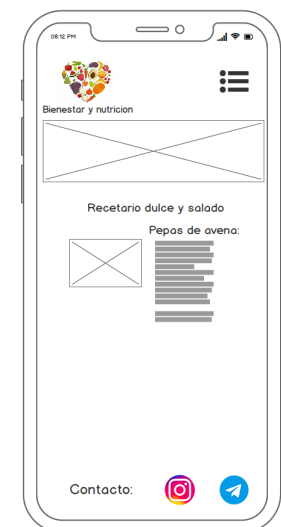 08:12 PM
Bienestar y nutricion
Recetario dulce y salado
Pepas de avena:
Contacto: